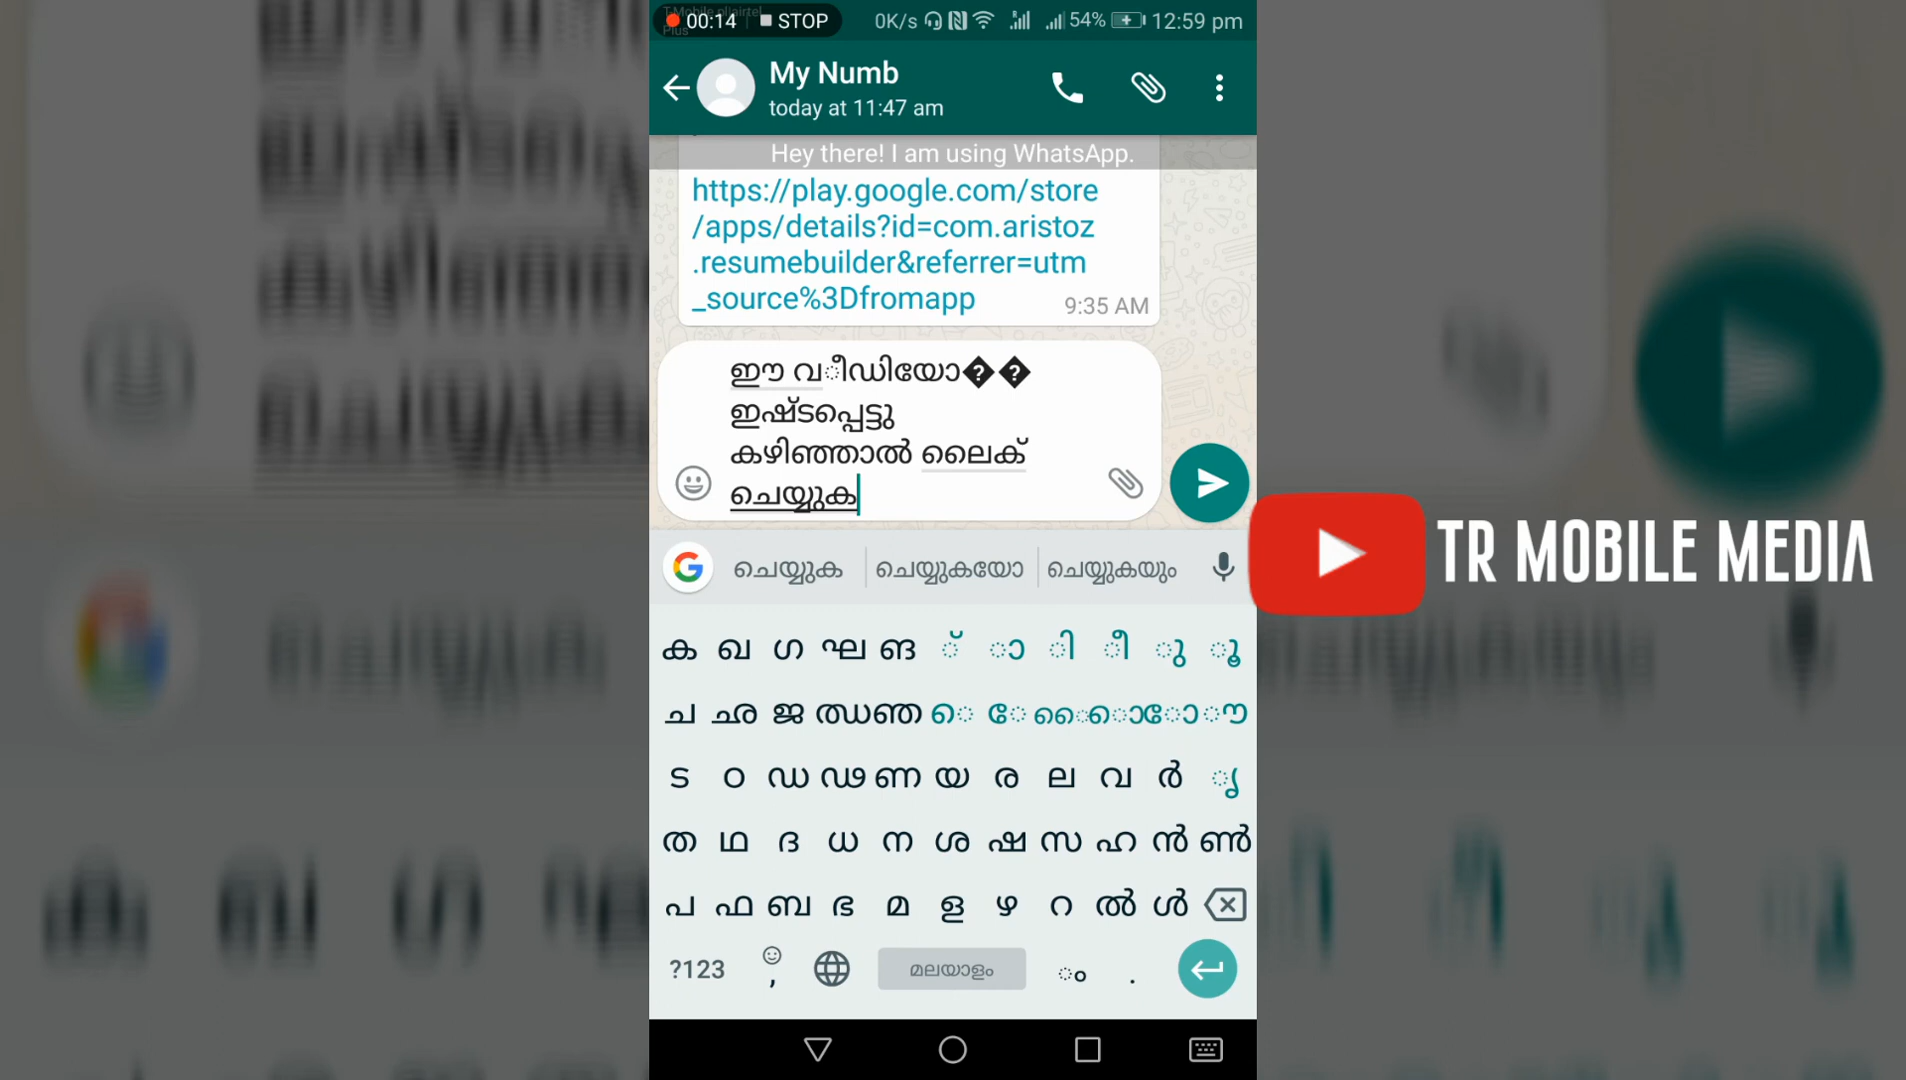 00:14 STOP 0K/s 54% 12:59 pm
My Numb
today at 11:47 am
Hey there! I am using WhatsApp.
https://play.google.com/store
/apps/details?id=com.aristoz
.resumebuilder&referrer=utm
_source%3Dfromapp
9:35 AM
ഈ വീഡിയോ��
ഇഷ്ടപ്പെട്ടു
കഴിഞ്ഞാൽ ലൈക്
ചെയ്യുക
ചെയ്യുക ചെയ്യുകയോ ചെയ്യുകയും
TR MOBILE MEDIA
ക ഖ ഗ ഘ ങ ് ാ ി ീ ു ൂ
ച ഛ ജ ഝ ഞ െ േ ൈ ൊ ോ ൗ
ട ഠ ഡ ഢ ണ യ ര ല വ ർ ൃ
ത ഥ ദ ധ ന ശ ഷ സ ഹ ൻ ൺ
പ ഫ ബ ഭ മ ള ഴ റ ൽ ൾ
?123 , മലയാളം ം .